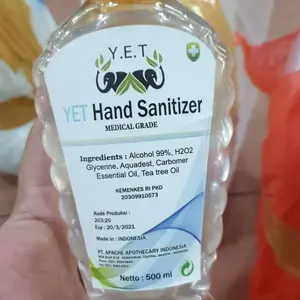 Y.E.T
YET Hand Sanitizer
MEDICAL GRADE
Ingredients : Alcohol 99%, H2O2
Glycerine, Aquadest, Carbomer
Essential Oil, Tea tree Oil
KEMENKES RI PKD
20309910573
Kode Produksi :
203-20
Exp : 20/3/2021
Made in : INDONESIA
PT. APACHE APOTHECARY INDONESIA
Netto : 500 ml